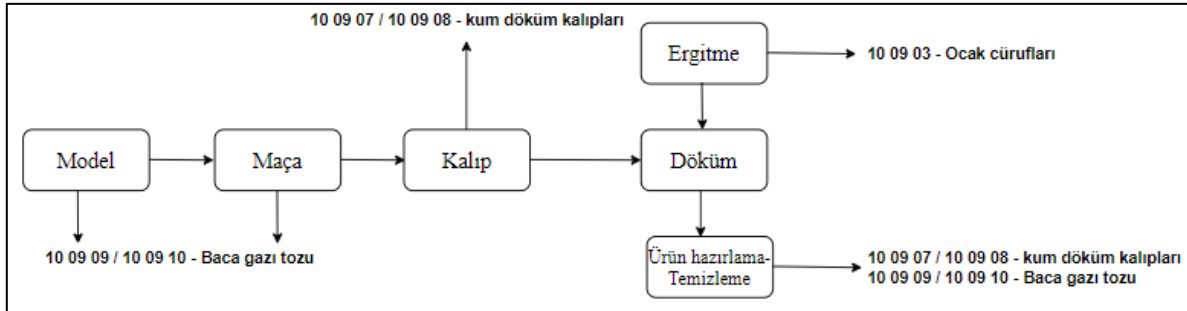 10 09 07 / 10 09 08 - kum döküm kalıpları
Ergitme
10 09 03 - Ocak cürufları
Model
Maça
Kalıp
Döküm
10 09 09 / 10 09 10 - Baca gazı tozu
Ürün hazırlama-
Temizleme
10 09 07 / 10 09 08 - kum döküm kalıpları
10 09 09 / 10 09 10 - Baca gazı tozu